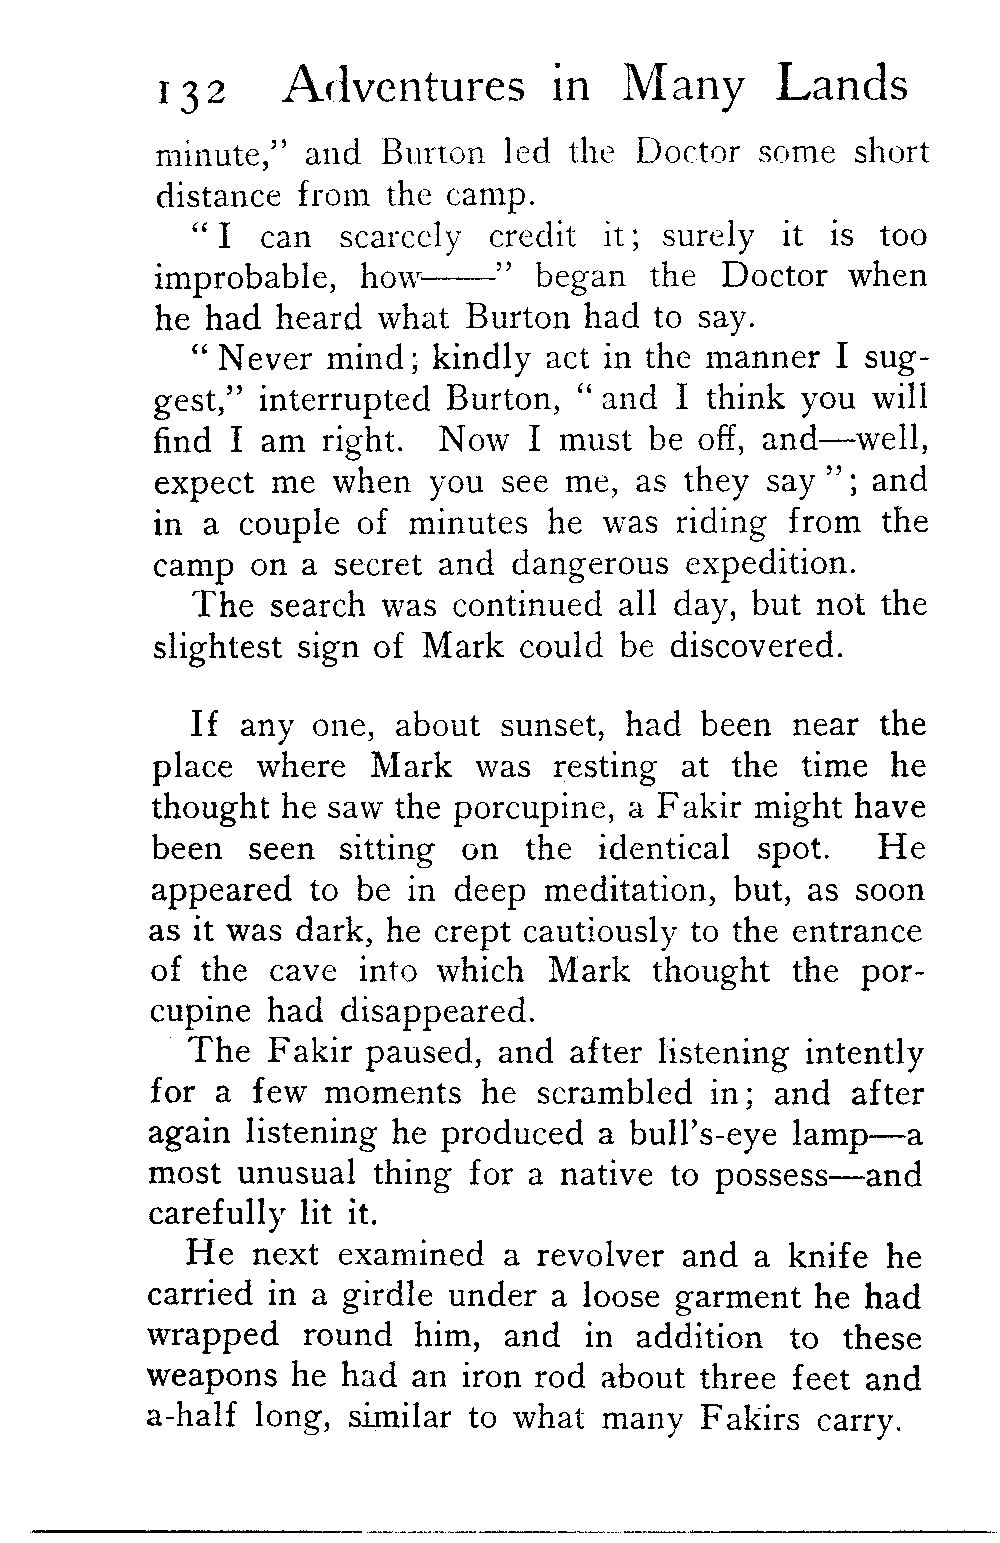 132 Adventures in Many Lands
minute,” and Burton led the Doctor some short
distance from the camp.
“ I can scarcely credit it; surely it is too
improbable, how——” began the Doctor when
he had heard what Burton had to say.
“ Never mind; kindly act in the manner I sug-
gest,” interrupted Burton, “ and I think you will
find I am right. Now I must be off, and—well,
expect me when you see me, as they say ”; and
in a couple of minutes he was riding from the
camp on a secret and dangerous expedition.
The search was continued all day, but not the
slightest sign of Mark could be discovered.
If any one, about sunset, had been near the
place where Mark was resting at the time he
thought he saw the porcupine, a Fakir might have
been seen sitting on the identical spot. He
appeared to be in deep meditation, but, as soon
as it was dark, he crept cautiously to the entrance
of the cave into which Mark thought the por-
cupine had disappeared.
The Fakir paused, and after listening intently
for a few moments he scrambled in; and after
again listening he produced a bull’s-eye lamp—a
most unusual thing for a native to possess—and
carefully lit it.
He next examined a revolver and a knife he
carried in a girdle under a loose garment he had
wrapped round him, and in addition to these
weapons he had an iron rod about three feet and
a-half long, similar to what many Fakirs carry.